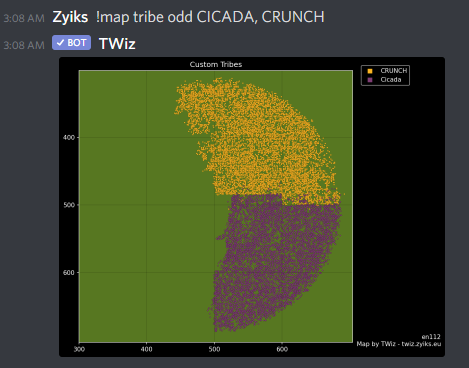 3:08 AM Zyiks !map tribe odd CICADA, CRUNCH
3:08 AM ✓ BOT TWiz
Custom Tribes
CRUNCH
Cicada
400
500
600
300 400 500 600
en112
Map by TWiz - twiz.zyiks.eu